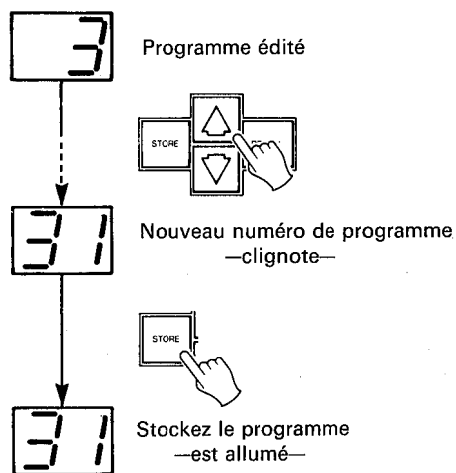 3
Programme édité
STORE
31
Nouveau numéro de programme
—clignote—
STORE
31
Stockez le programme
—est allumé—